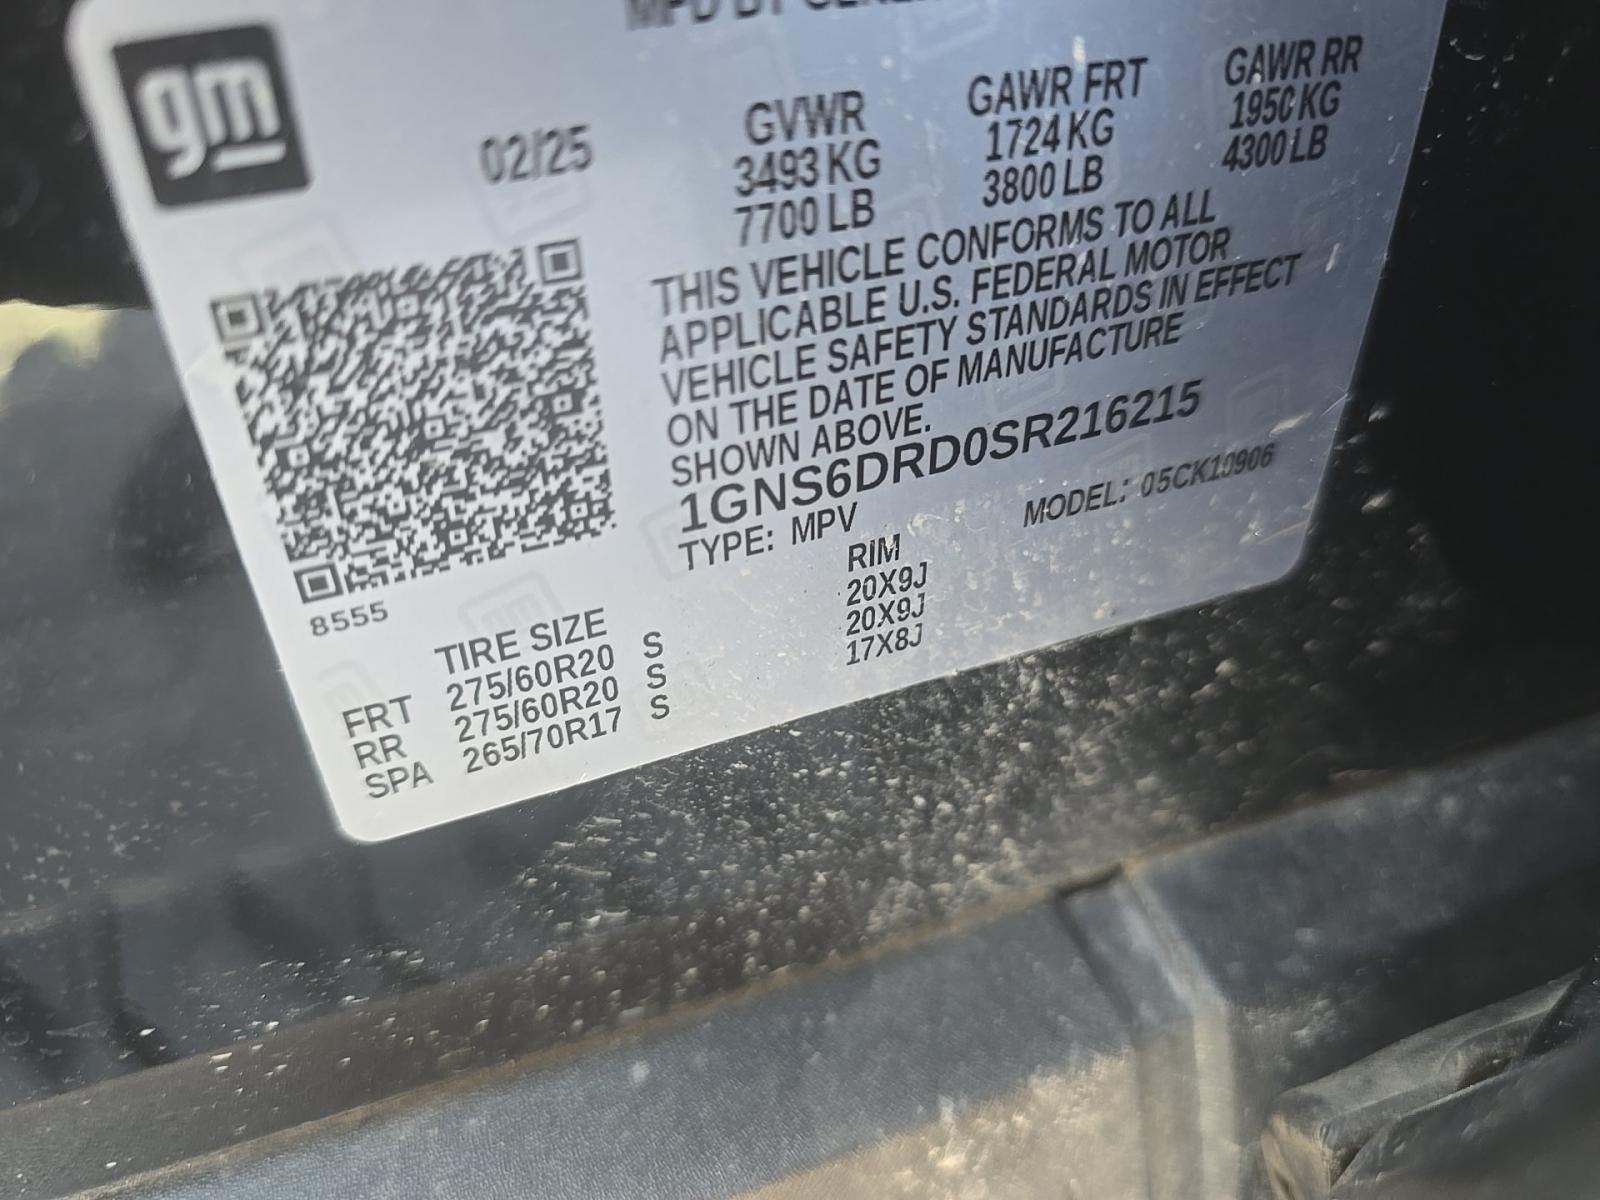 gm
MFD BY
02/25
GVWR GAWR FRT GAWR RR
3493 KG 1724 KG 1950 KG
7700 LB 3800 LB 4300 LB
THIS VEHICLE CONFORMS TO ALL
APPLICABLE U.S. FEDERAL MOTOR
VEHICLE SAFETY STANDARDS IN EFFECT
ON THE DATE OF MANUFACTURE
SHOWN ABOVE.
1GNS6DRD0SR216215
TYPE: MPV MODEL: 05CK10906
8555
TIRE SIZE RIM
FRT 275/60R20 S 20X9J
RR 275/60R20 S 20X9J
SPA 265/70R17 S 17X8J